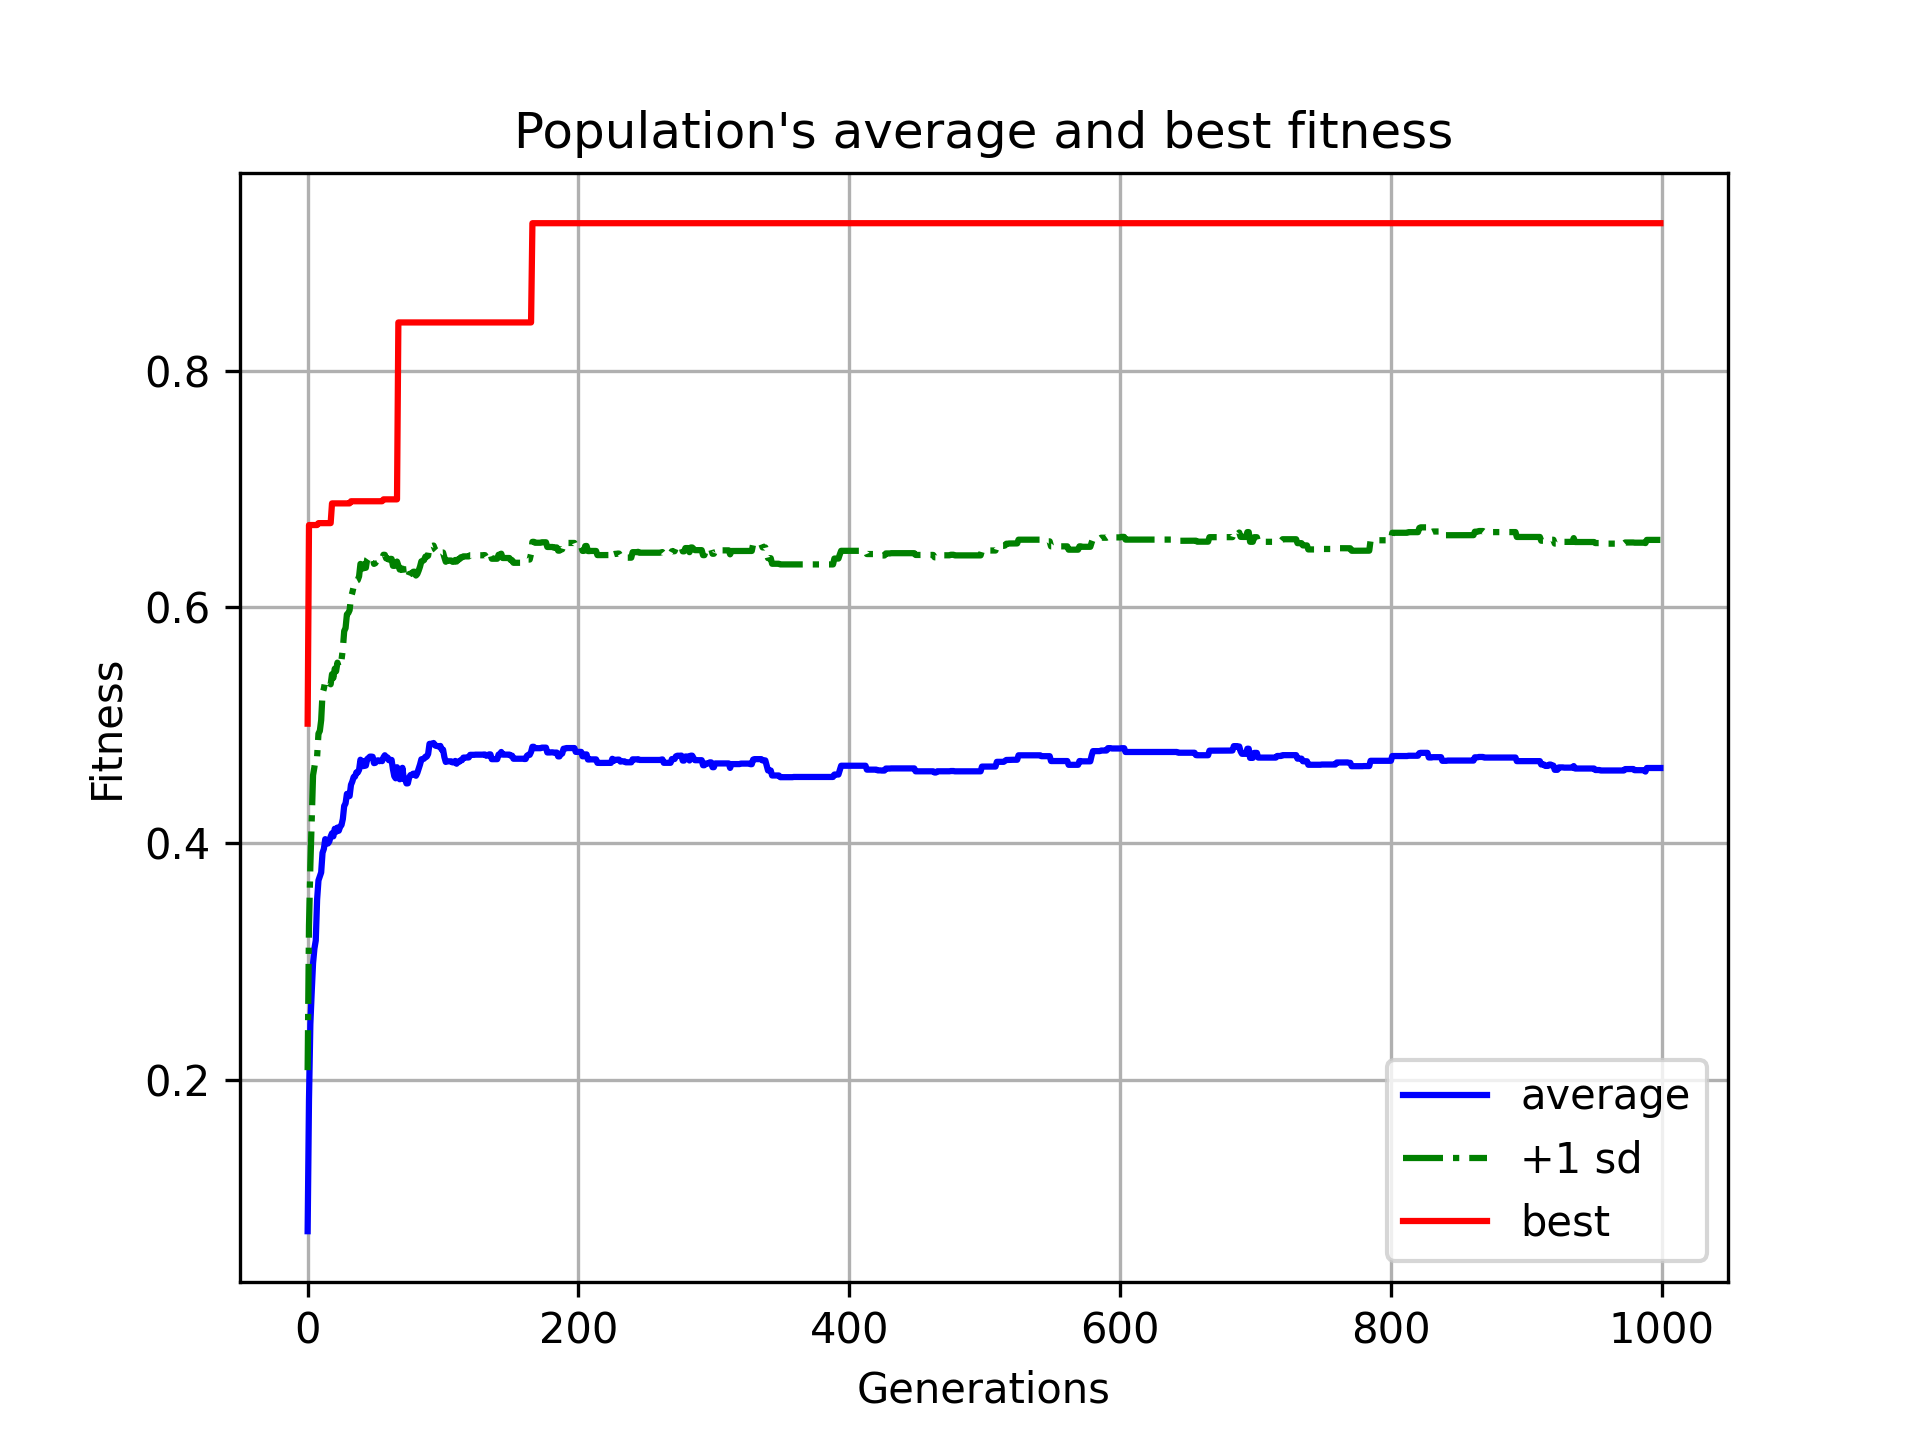 Population's average and best fitness
Fitness
0.8
0.6
0.4
0.2
0 200 400 600 800 1000
Generations
average
+1 sd
best